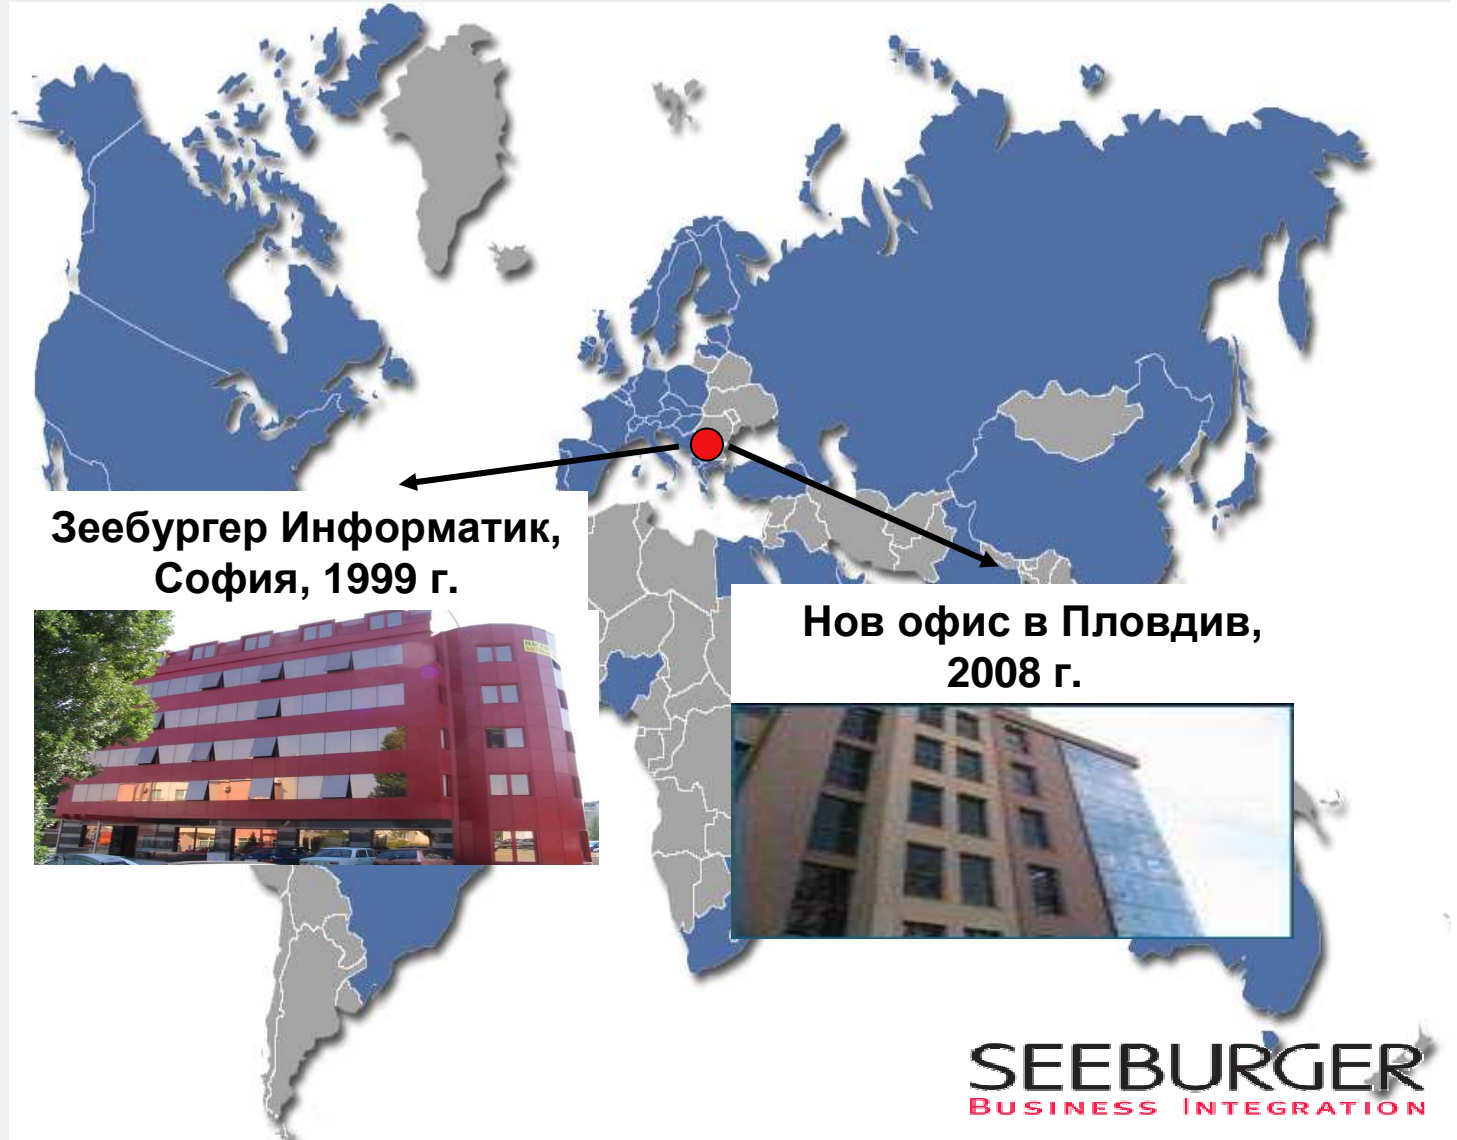 Зеебургер Информатик,
София, 1999 г.
Нов офис в Пловдив,
2008 г.
SEEBURGER
BUSINESS INTEGRATION